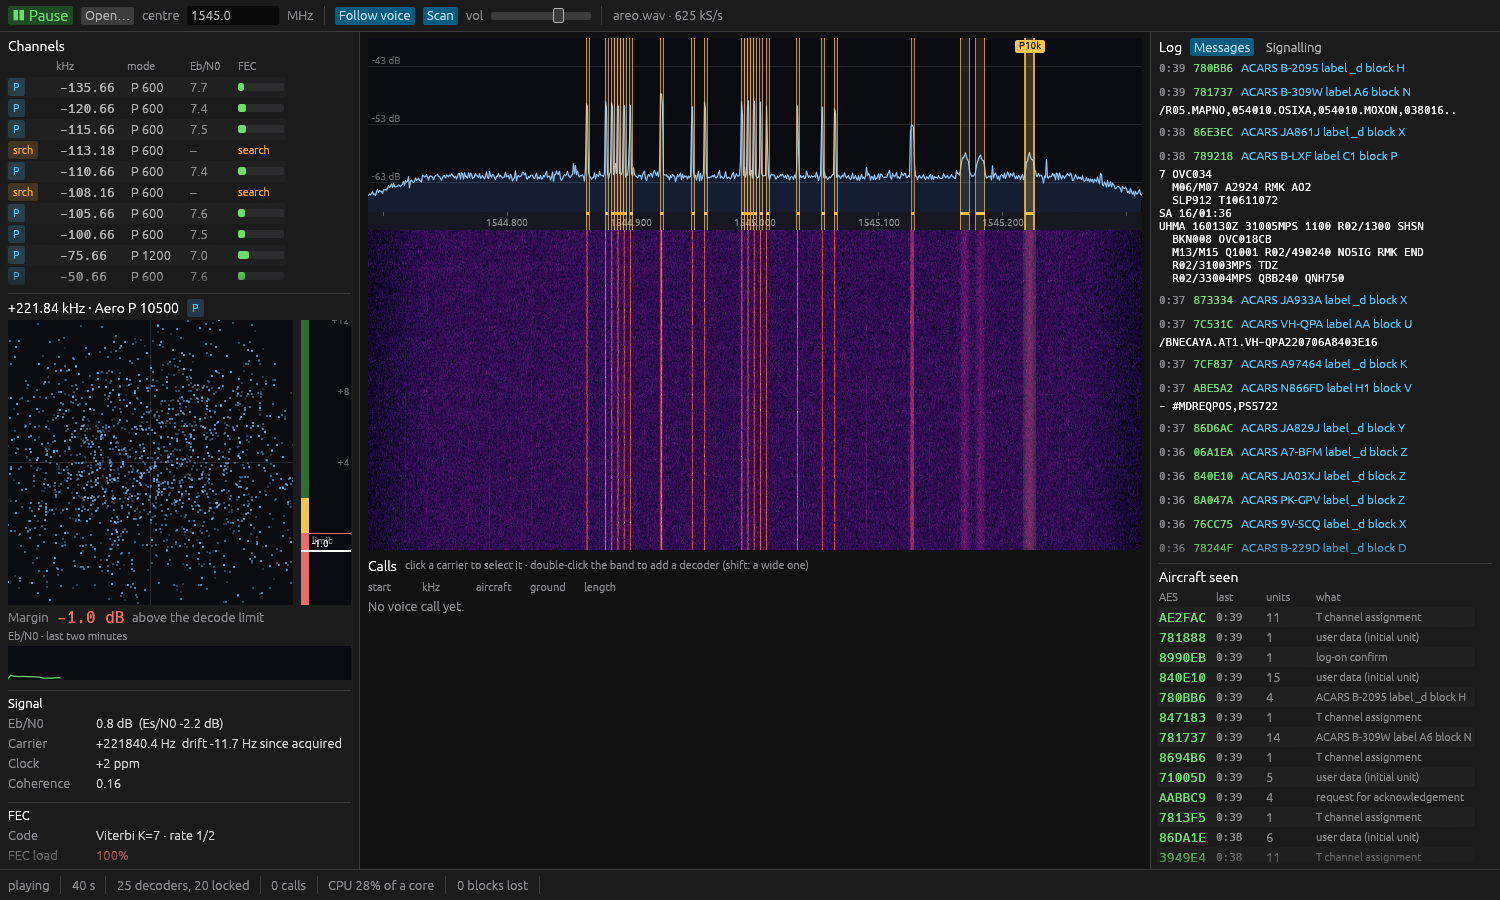 Pause Open... centre 1545.0 MHz Follow voice Scan vol areo.wav · 625 kS/s
Channels
kHz mode Eb/N0 FEC
P -135.66 P 600 7.7
P -120.66 P 600 7.4
P -115.66 P 600 7.5
srch -113.18 P 600 – search
P -110.66 P 600 7.4
srch -108.16 P 600 – search
P -105.66 P 600 7.6
P -100.66 P 600 7.5
P -75.66 P 1200 7.0
P -50.66 P 600 7.6
+221.84 kHz · Aero P 10500 P
+12
+8
+4
-1.0
Margin -1.0 dB above the decode limit
Eb/N0 · last two minutes
Signal
Eb/N0 0.8 dB (Es/N0 -2.2 dB)
Carrier +221840.4 Hz drift -11.7 Hz since acquired
Clock +2 ppm
Coherence 0.16
FEC
Code Viterbi K=7 · rate 1/2
FEC load 100%
P10k
-43 dB
-53 dB
-63 dB
1544.800 1544.900 1545.000 1545.100 1545.200
Calls click a carrier to select it · double-click the band to add a decoder (shift: a wide one)
start kHz aircraft ground length
No voice call yet.
Log Messages Signalling
0:39 780BB6 ACARS B-2095 label _d block H
0:39 781737 ACARS B-309W label A6 block N
/R05.MAPNO,054010.OSIXA,054010.MOXON,038016..
0:38 86E3EC ACARS JA861J label _d block X
0:38 789218 ACARS B-LXF label C1 block P
7 OVC034
M06/M07 A2924 RMK AO2
SLP912 T10611072
SA 16/01:36
UHMA 160130Z 31005MPS 1100 R02/1300 SHSN
BKN008 OVC018CB
M13/M15 Q1001 R02/490240 NOSIG RMK END
R02/31003MPS TDZ
R02/33004MPS QBB240 QNH750
0:37 873334 ACARS JA933A label _d block X
0:37 7C531C ACARS VH-QPA label AA block U
/BNECAYA.AT1.VH-QPA220706A8403E16
0:37 7CF837 ACARS A97464 label _d block K
0:37 ABE5A2 ACARS N866FD label H1 block V
- #MDREQPOS,PS5722
0:37 86D6AC ACARS JA829J label _d block Y
0:36 06A1EA ACARS A7-BFM label _d block Z
0:36 840E10 ACARS JA03XJ label _d block Z
0:36 8A047A ACARS PK-GPV label _d block Z
0:36 76CC75 ACARS 9V-SCQ label _d block X
0:36 78244F ACARS B-229D label _d block D
Aircraft seen
AES last units what
AE2FAC 0:39 11 T channel assignment
781888 0:39 1 user data (initial unit)
8990EB 0:39 1 log-on confirm
840E10 0:39 15 user data (initial unit)
780BB6 0:39 4 ACARS B-2095 label _d block H
847183 0:39 1 T channel assignment
781737 0:39 14 ACARS B-309W label A6 block N
8694B6 0:39 1 T channel assignment
71005D 0:39 5 user data (initial unit)
AABBC9 0:39 4 request for acknowledgement
7813F5 0:39 1 T channel assignment
86DA1E 0:38 6 user data (initial unit)
3949E4 0:38 11 T channel assignment
playing 40 s 25 decoders, 20 locked 0 calls CPU 28% of a core 0 blocks lost